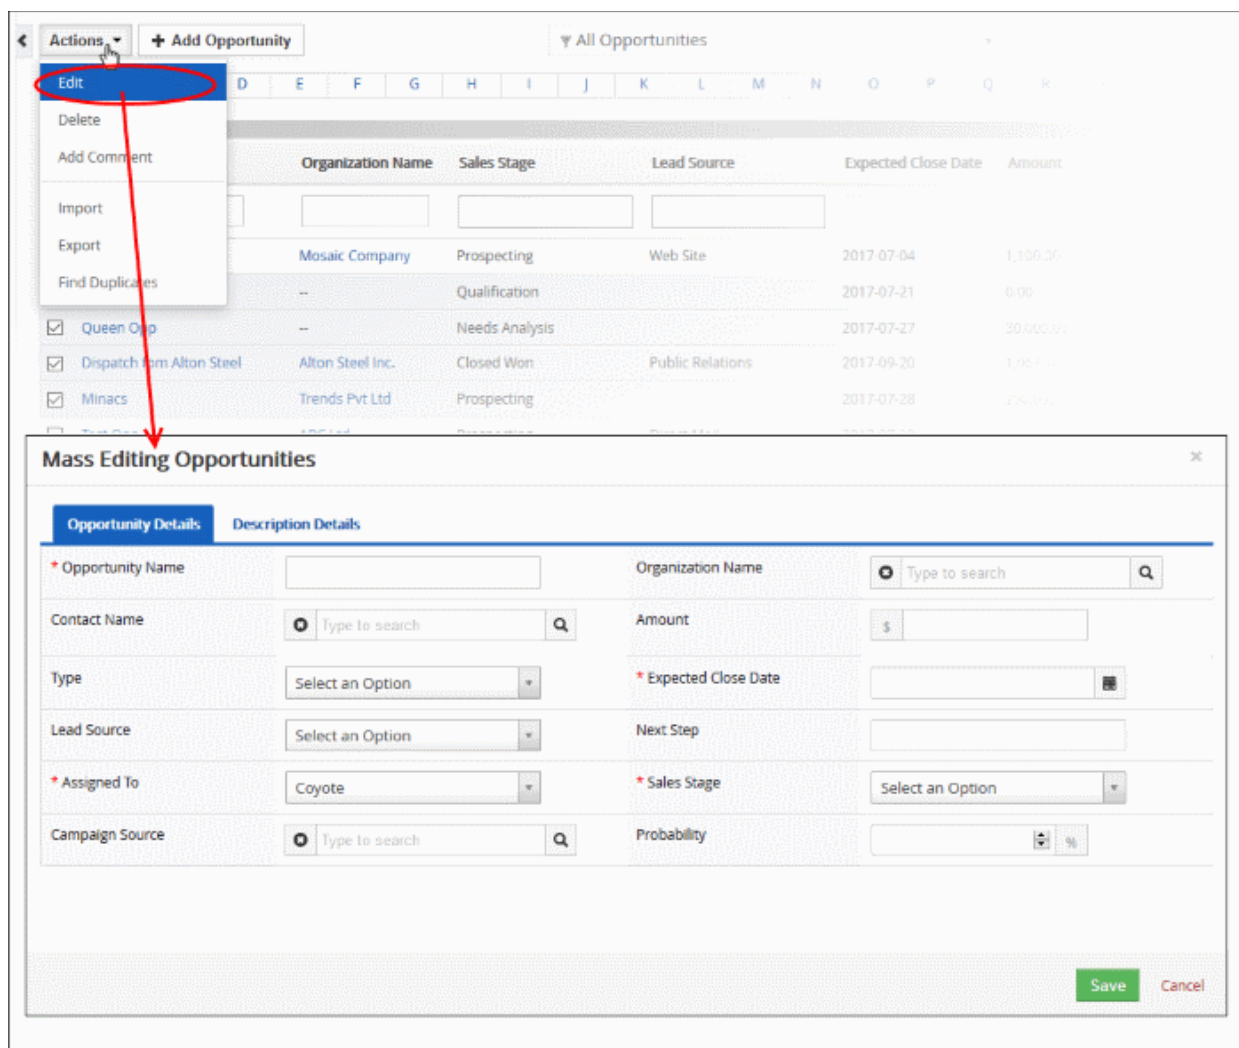 Actions + Add Opportunity All Opportunities
Edit D E F G H I J K L M N O P Q R
Delete
Add Comment Organization Name Sales Stage Lead Source Expected Close Date Amount
Import
Export Mosaic Company Prospecting Web Site 2017-07-04
Find Duplicates -- Qualification 2017-07-21 0.00
Queen Opp -- Needs Analysis 2017-07-27
Dispatch fom Alton Steel Alton Steel Inc. Closed Won Public Relations 2017-09-20
Minacs Trends Pvt Ltd Prospecting 2017-07-28
Mass Editing Opportunities ×
Opportunity Details Description Details
* Opportunity Name Organization Name Type to search
Contact Name Type to search Amount $
Type Select an Option * Expected Close Date
Lead Source Select an Option Next Step
* Assigned To Coyote * Sales Stage Select an Option
Campaign Source Type to search Probability %
Save Cancel